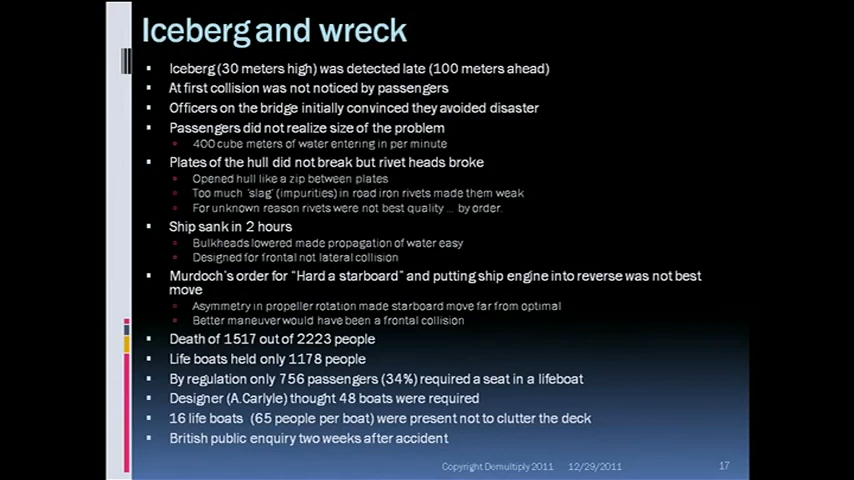 Iceberg and wreck
Iceberg (30 meters high) was detected late (100 meters ahead)
At first collision was not noticed by passengers
Officers on the bridge initially convinced they avoided disaster
Passengers did not realize size of the problem
400 cube meters of water entering in per minute
Plates of the hull did not break but rivet heads broke
Opened hull like a zip between plates
Too much 'slag' (impurities) in road iron rivets made them weak
For unknown reason rivets were not best quality ... by order.
Ship sank in 2 hours
Bulkheads lowered made propagation of water easy
Designed for frontal not lateral collision
Murdoch's order for "Hard a starboard" and putting ship engine into reverse was not best
move
Asymmetry in propeller rotation made starboard move far from optimal
Better maneuver would have been a frontal collision
Death of 1517 out of 2223 people
Life boats held only 1178 people
By regulation only 756 passengers (34%) required a seat in a lifeboat
Designer (A.Carlyle) thought 48 boats were required
16 life boats (65 people per boat) were present not to clutter the deck
British public enquiry two weeks after accident
Copyright Demultiply 2011 12/29/2011 17